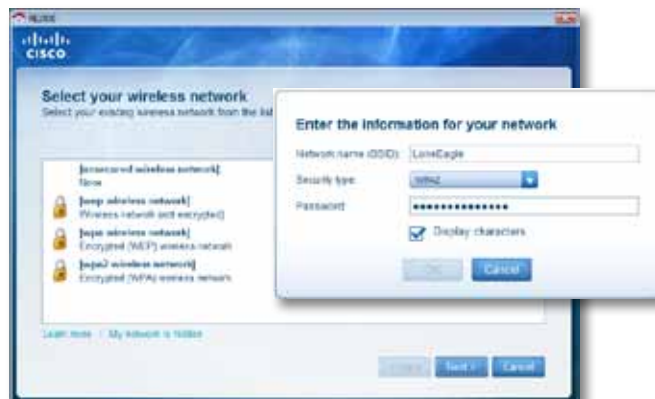 CISCO
Select your wireless network
Select your existing wireless network from the list
[unsecured wireless network]
None
[wep wireless network]
(Wireless network not encrypted)
[wpa wireless network]
Encrypted (WEP) wireless network
[wpa2 wireless network]
Encrypted (WPA) wireless network
Learn more | My network is hidden
Next >
Cancel
Enter the information for your network
Network name (SSID): LoneEagle
Security type: WPA2
Password: ••••••••••••••
Display characters
OK
Cancel